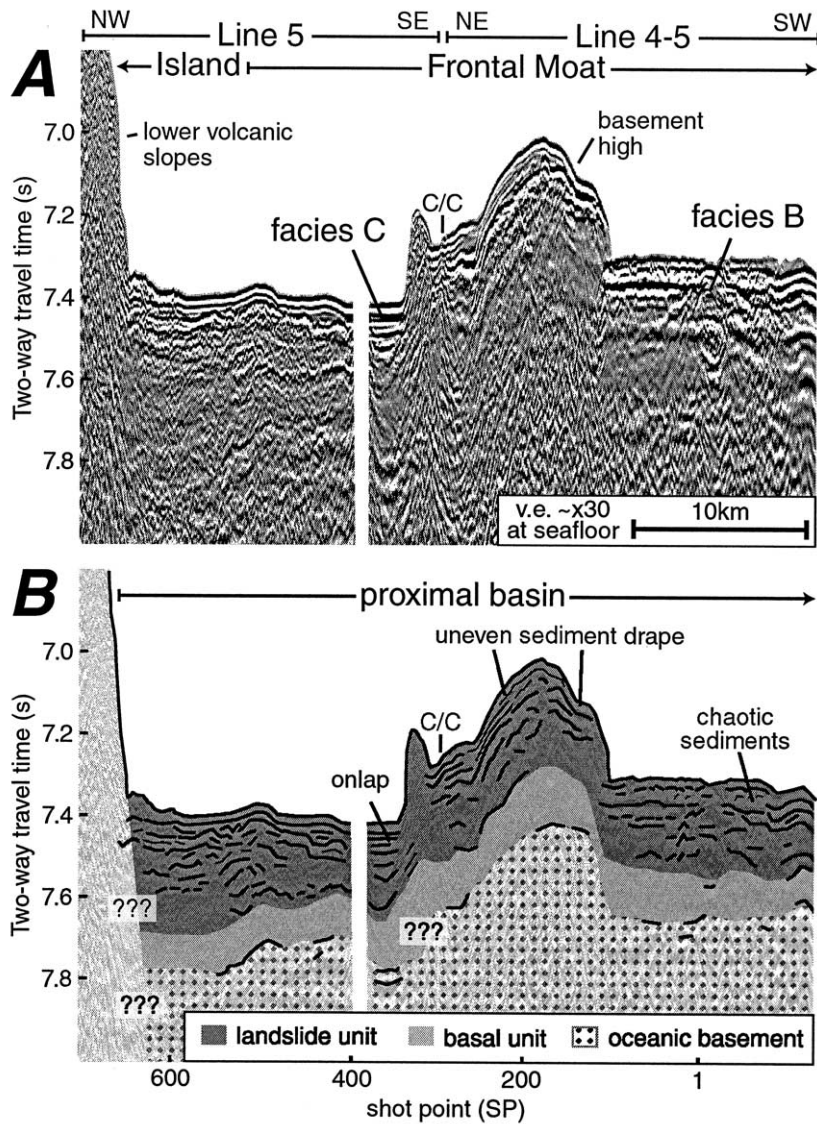 NW
Line 5
SE
NE
Line 4-5
SW
A
Island
Frontal Moat
Two-way travel time (s)
7.0
7.2
7.4
7.6
7.8
lower volcanic
slopes
basement
high
C/C
facies C
facies B
v.e. ~x30
at seafloor
10km
B
proximal basin
Two-way travel time (s)
7.0
7.2
7.4
7.6
7.8
uneven sediment drape
C/C
chaotic
sediments
onlap
???
???
???
landslide unit
basal unit
oceanic basement
600
400
200
1
shot point (SP)